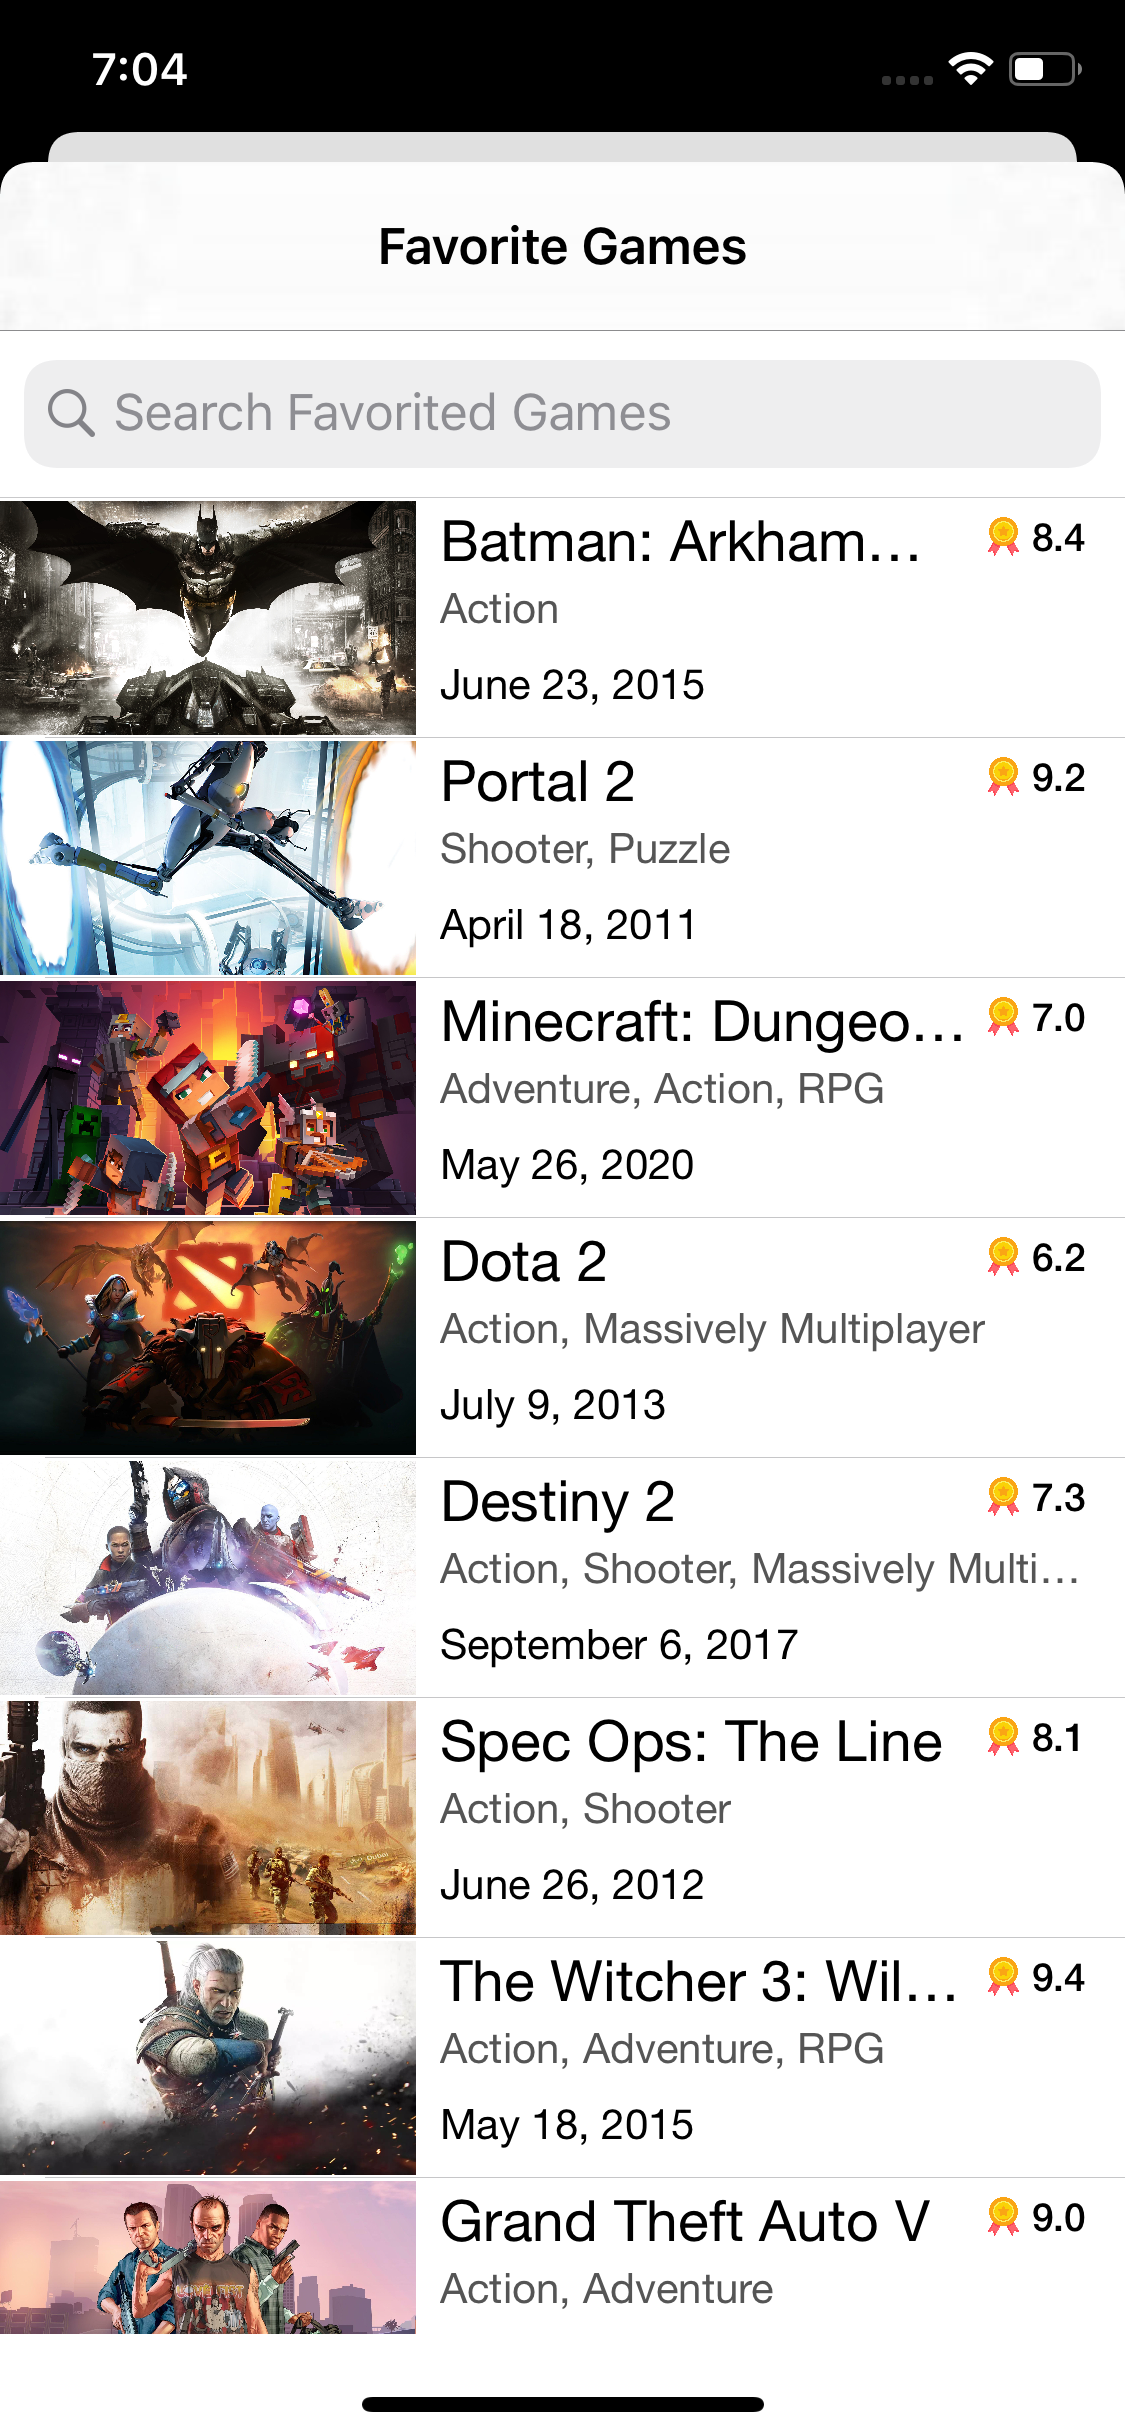 7:04
Favorite Games
Search Favorited Games
Batman: Arkham...
8.4
Action
June 23, 2015
Portal 2
9.2
Shooter, Puzzle
April 18, 2011
Minecraft: Dungeo...
7.0
Adventure, Action, RPG
May 26, 2020
Dota 2
6.2
Action, Massively Multiplayer
July 9, 2013
Destiny 2
7.3
Action, Shooter, Massively Multi...
September 6, 2017
Spec Ops: The Line
8.1
Action, Shooter
June 26, 2012
The Witcher 3: Wil...
9.4
Action, Adventure, RPG
May 18, 2015
Grand Theft Auto V
9.0
Action, Adventure